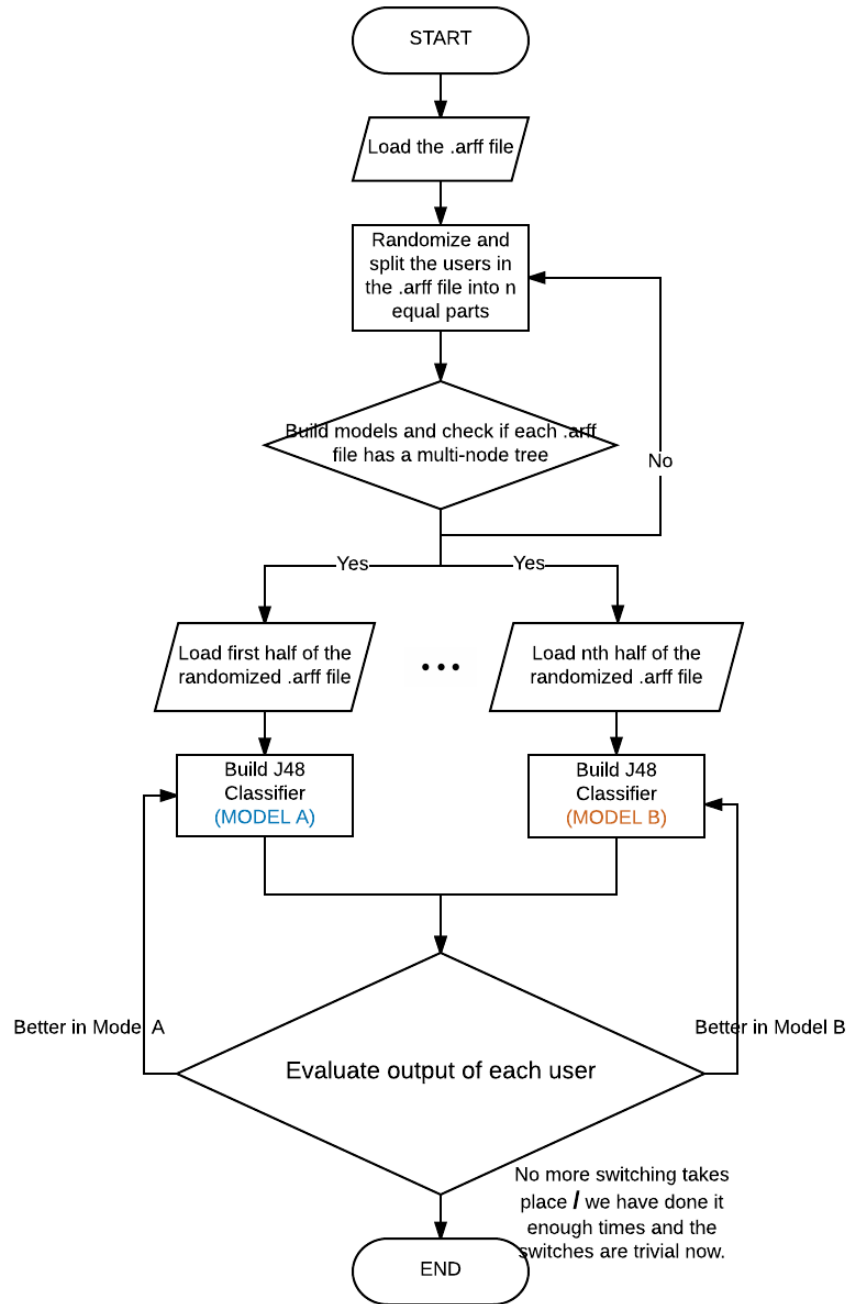 START
Load the .arff file
Randomize and
split the users in
the .arff file into n
equal parts
Build models and check if each .arff
file has a multi-node tree
No
Yes
Yes
Load first half of the
randomized .arff file
...
Load nth half of the
randomized .arff file
Build J48
Classifier
(MODEL A)
Build J48
Classifier
(MODEL B)
Better in Model A
Better in Model B
Evaluate output of each user
No more switching takes
place / we have done it
enough times and the
switches are trivial now.
END